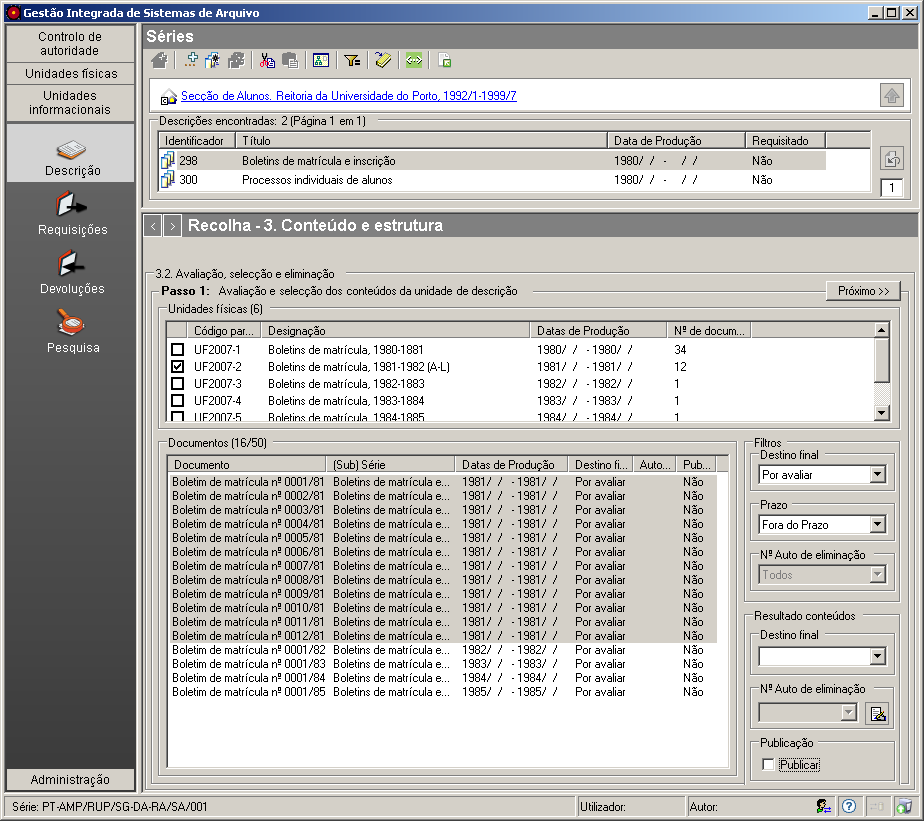 Gestão Integrada de Sistemas de Arquivo
Controlo de
autoridade
Unidades físicas
Unidades
informacionais
Descrição
Requisições
Devoluções
Pesquisa
Administração
Séries
Secção de Alunos. Reitoria da Universidade do Porto, 1992/1-1999/7
Descrições encontradas: 2 (Página 1 em 1)
Identificador Título Data de Produção Requisitado
298 Boletins de matrícula e inscrição 1980/ / - / / Não
300 Processos individuais de alunos 1980/ / - / / Não
1
< > Recolha - 3. Conteúdo e estrutura
3.2. Avaliação, selecção e eliminação
Passo 1: Avaliação e selecção dos conteúdos da unidade de descrição Próximo >>
Unidades físicas (6)
Código par... Designação Datas de Produção Nº de docum...
UF2007-1 Boletins de matrícula, 1980-1881 1980/ / - 1980/ / 34
UF2007-2 Boletins de matrícula, 1981-1982 (A-L) 1981/ / - 1981/ / 12
UF2007-3 Boletins de matrícula, 1982-1883 1982/ / - 1982/ / 1
UF2007-4 Boletins de matrícula, 1983-1884 1983/ / - 1983/ / 1
UF2007-5 Boletins de matrícula, 1984-1885 1984/ / - 1984/ / 1
Documentos (16/50)
Documento (Sub) Série Datas de Produção Destino fi... Auto... Pub...
Boletim de matrícula nº 0001/81 Boletins de matrícula e... 1981/ / - 1981/ / Por avaliar Não
Boletim de matrícula nº 0002/81 Boletins de matrícula e... 1981/ / - 1981/ / Por avaliar Não
Boletim de matrícula nº 0003/81 Boletins de matrícula e... 1981/ / - 1981/ / Por avaliar Não
Boletim de matrícula nº 0004/81 Boletins de matrícula e... 1981/ / - 1981/ / Por avaliar Não
Boletim de matrícula nº 0005/81 Boletins de matrícula e... 1981/ / - 1981/ / Por avaliar Não
Boletim de matrícula nº 0006/81 Boletins de matrícula e... 1981/ / - 1981/ / Por avaliar Não
Boletim de matrícula nº 0007/81 Boletins de matrícula e... 1981/ / - 1981/ / Por avaliar Não
Boletim de matrícula nº 0008/81 Boletins de matrícula e... 1981/ / - 1981/ / Por avaliar Não
Boletim de matrícula nº 0009/81 Boletins de matrícula e... 1981/ / - 1981/ / Por avaliar Não
Boletim de matrícula nº 0010/81 Boletins de matrícula e... 1981/ / - 1981/ / Por avaliar Não
Boletim de matrícula nº 0011/81 Boletins de matrícula e... 1981/ / - 1981/ / Por avaliar Não
Boletim de matrícula nº 0012/81 Boletins de matrícula e... 1981/ / - 1981/ / Por avaliar Não
Boletim de matrícula nº 0001/82 Boletins de matrícula e... 1982/ / - 1982/ / Por avaliar Não
Boletim de matrícula nº 0001/83 Boletins de matrícula e... 1983/ / - 1983/ / Por avaliar Não
Boletim de matrícula nº 0001/84 Boletins de matrícula e... 1984/ / - 1984/ / Por avaliar Não
Boletim de matrícula nº 0001/85 Boletins de matrícula e... 1985/ / - 1985/ / Por avaliar Não
Filtros
Destino final
Por avaliar
Prazo
Fora do Prazo
Nº Auto de eliminação
Todos
Resultado conteúdos
Destino final
Nº Auto de eliminação
Publicação
Publicar
Série: PT-AMP/RUP/SG-DA-RA/SA/001 Utilizador: Autor: